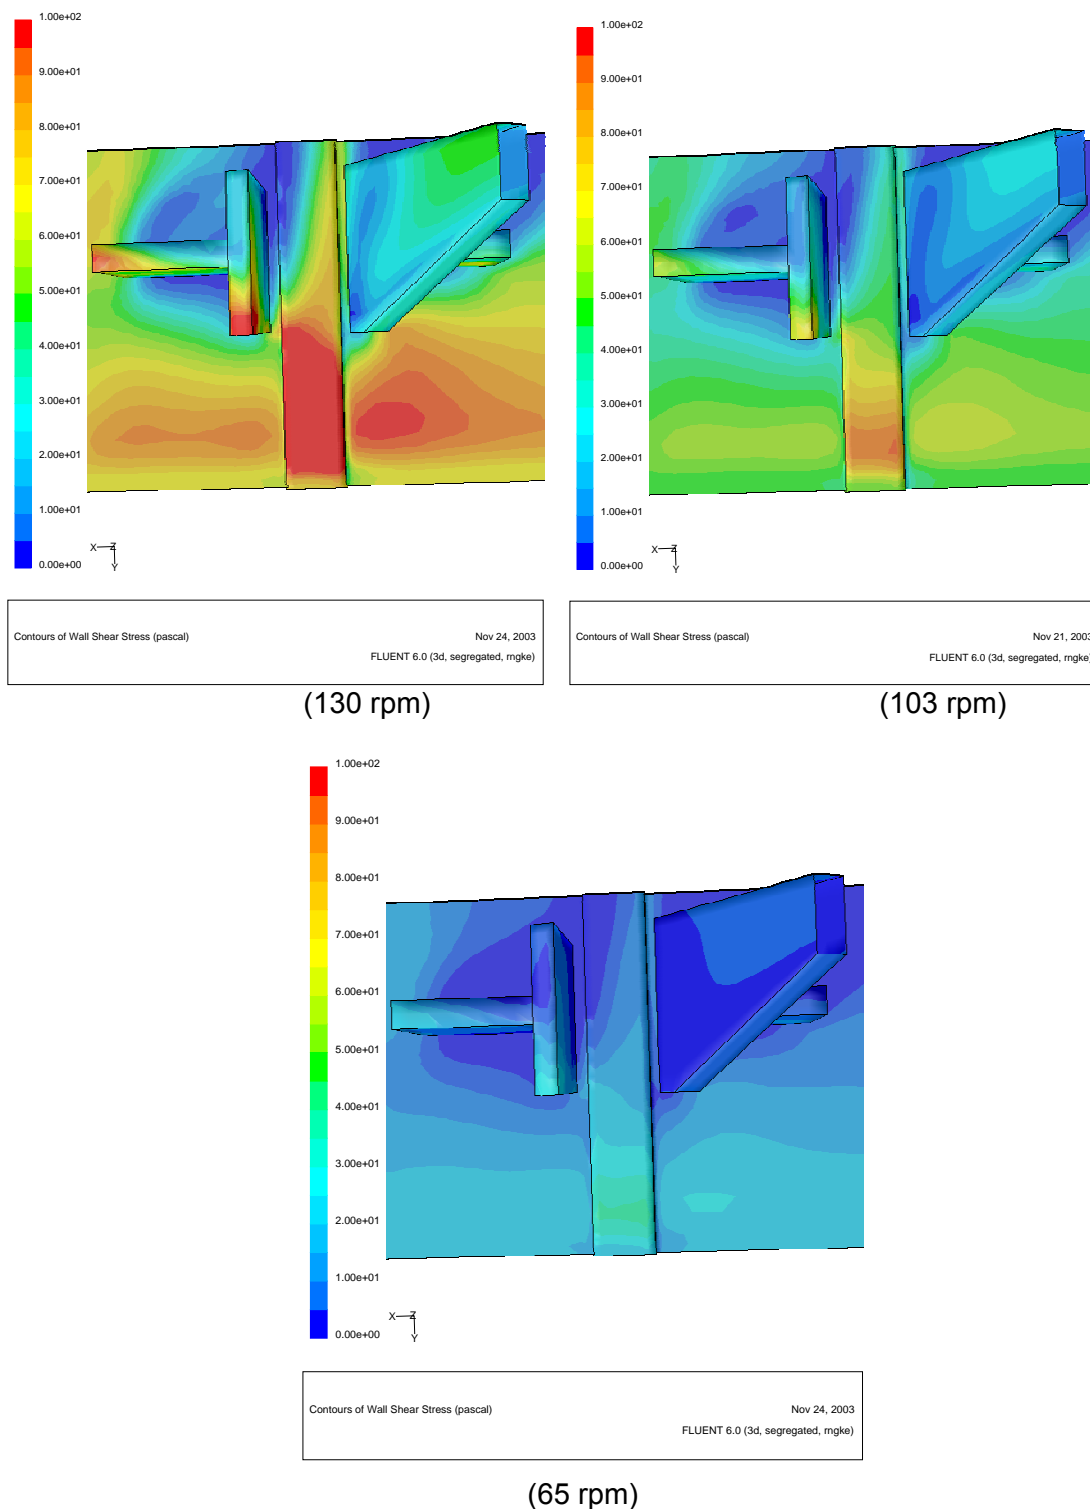 1.00e+02
9.00e+01
8.00e+01
7.00e+01
6.00e+01
5.00e+01
4.00e+01
3.00e+01
2.00e+01
1.00e+01
0.00e+00
X Z
Y
Contours of Wall Shear Stress (pascal)
Nov 24, 2003
FLUENT 6.0 (3d, segregated, rngke)
(130 rpm)
1.00e+02
9.00e+01
8.00e+01
7.00e+01
6.00e+01
5.00e+01
4.00e+01
3.00e+01
2.00e+01
1.00e+01
0.00e+00
X Z
Y
Contours of Wall Shear Stress (pascal)
Nov 21, 2003
FLUENT 6.0 (3d, segregated, rngke)
(103 rpm)
1.00e+02
9.00e+01
8.00e+01
7.00e+01
6.00e+01
5.00e+01
4.00e+01
3.00e+01
2.00e+01
1.00e+01
0.00e+00
X Z
Y
Contours of Wall Shear Stress (pascal)
Nov 24, 2003
FLUENT 6.0 (3d, segregated, rngke)
(65 rpm)